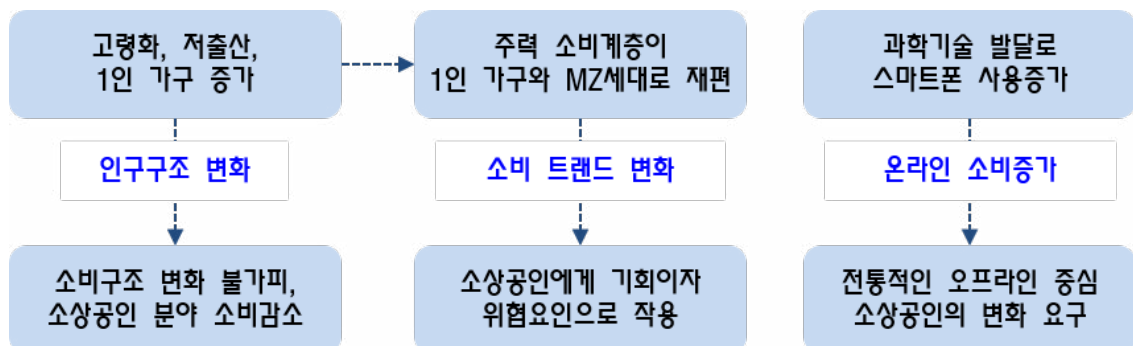 고령화, 저출산,
1인 가구 증가
주력 소비계층이
1인 가구와 MZ세대로 재편
과학기술 발달로
스마트폰 사용증가
인구구조 변화
소비 트랜드 변화
온라인 소비증가
소비구조 변화 불가피,
소상공인 분야 소비감소
소상공인에게 기회이자
위협요인으로 작용
전통적인 오프라인 중심
소상공인의 변화 요구